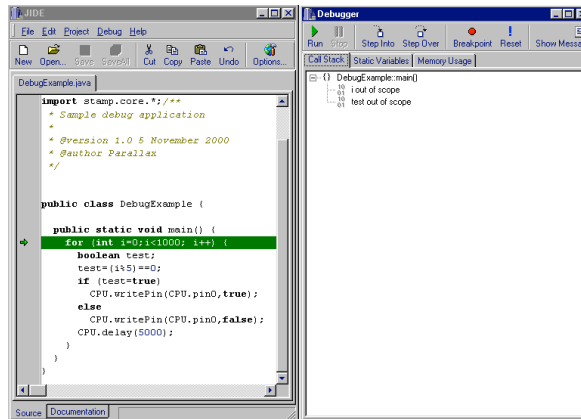 JIDE
File Edit Project Debug Help
New Open... Save SaveAll Cut Copy Paste Undo Options...
DebugExample.java
import stamp.core.*;/**
* Sample debug application
*
* @version 1.0 5 November 2000
* @author Parallax
*/
public class DebugExample {
public static void main() {
for (int i=0;i<1000; i++) {
boolean test;
test=(i%5)==0;
if (test=true)
CPU.writePin(CPU.pin0,true);
else
CPU.writePin(CPU.pin0,false);
CPU.delay(5000);
}
}
}
Source Documentation
Debugger
Run Stop Step Into Step Over Breakpoint Reset Show Messa
Call Stack Static Variables Memory Usage
{} DebugExample::main()
10 01 i out of scope
10 01 test out of scope